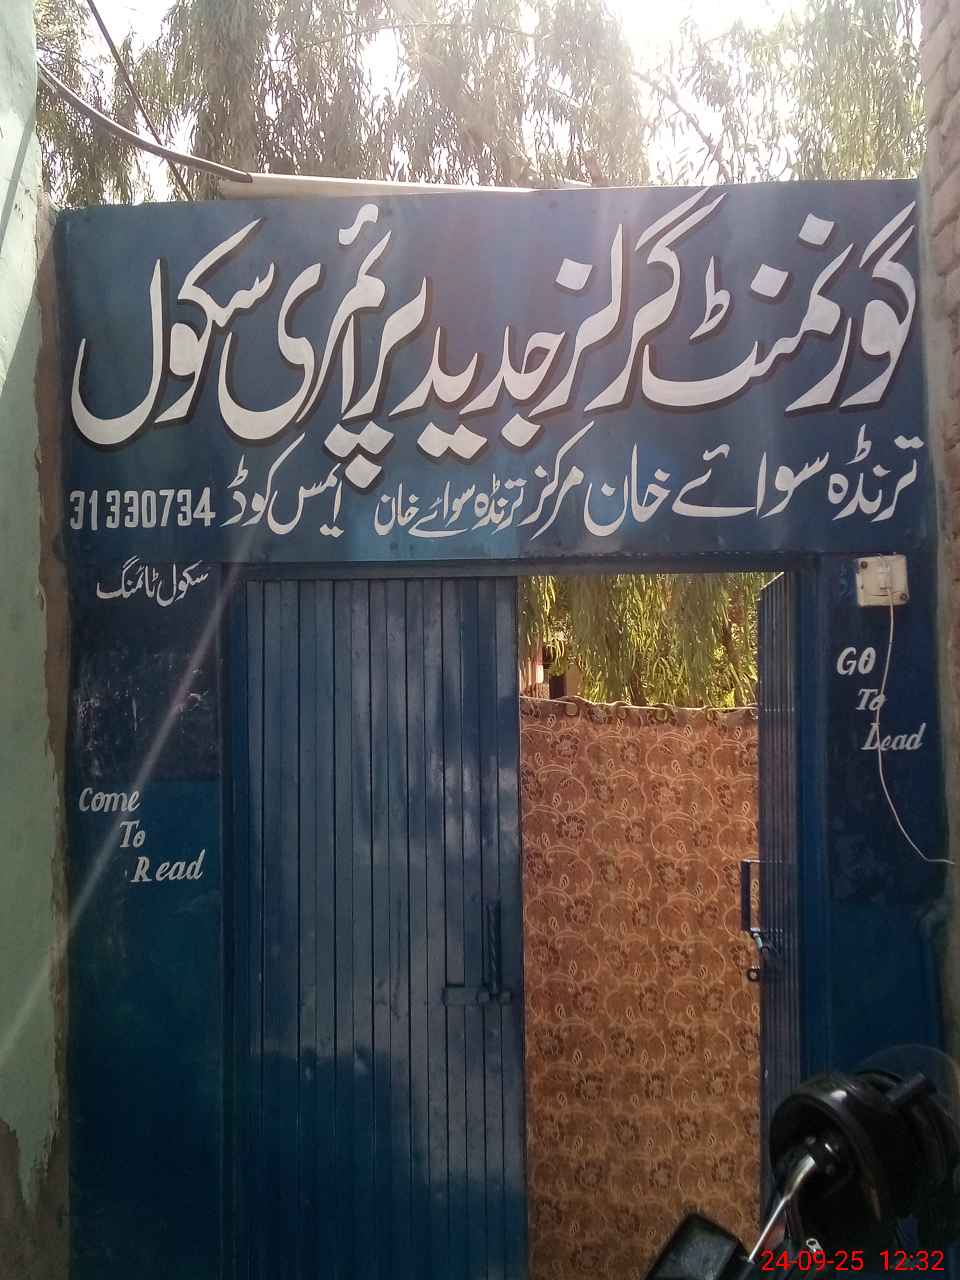 گورنمنٹ گرلز جدید پرائمری سکول
ترنڈہ سوائے خان مرکز ترنڈہ سوائے خان ایمس کوڈ 31330734
سکول ٹائمنگ
Come
To
Read
GO
To
Lead
24-09-25 12:32